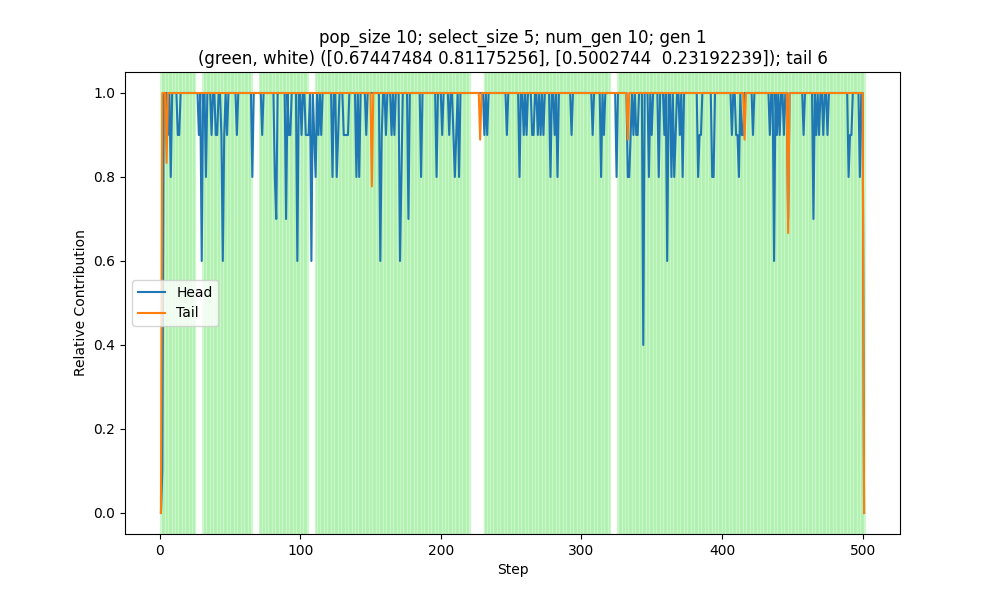 pop_size 10; select_size 5; num_gen 10; gen 1
(green, white) ([0.67447484 0.81175256], [0.5002744  0.23192239]); tail 6
1.0
0.8
0.6
0.4
0.2
0.0
Relative Contribution
Head
Tail
0
100
200
300
400
500
Step